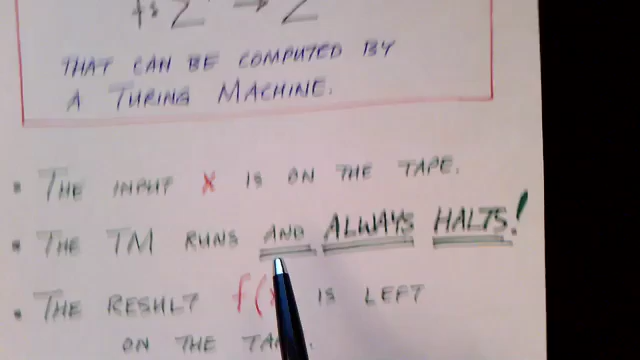 f: Σ → Σ
THAT CAN BE COMPUTED BY
A TURING MACHINE.
• THE INPUT x IS ON THE TAPE.
• THE TM RUNS AND ALWAYS HALTS!
• THE RESULT IS LEFT
ON THE